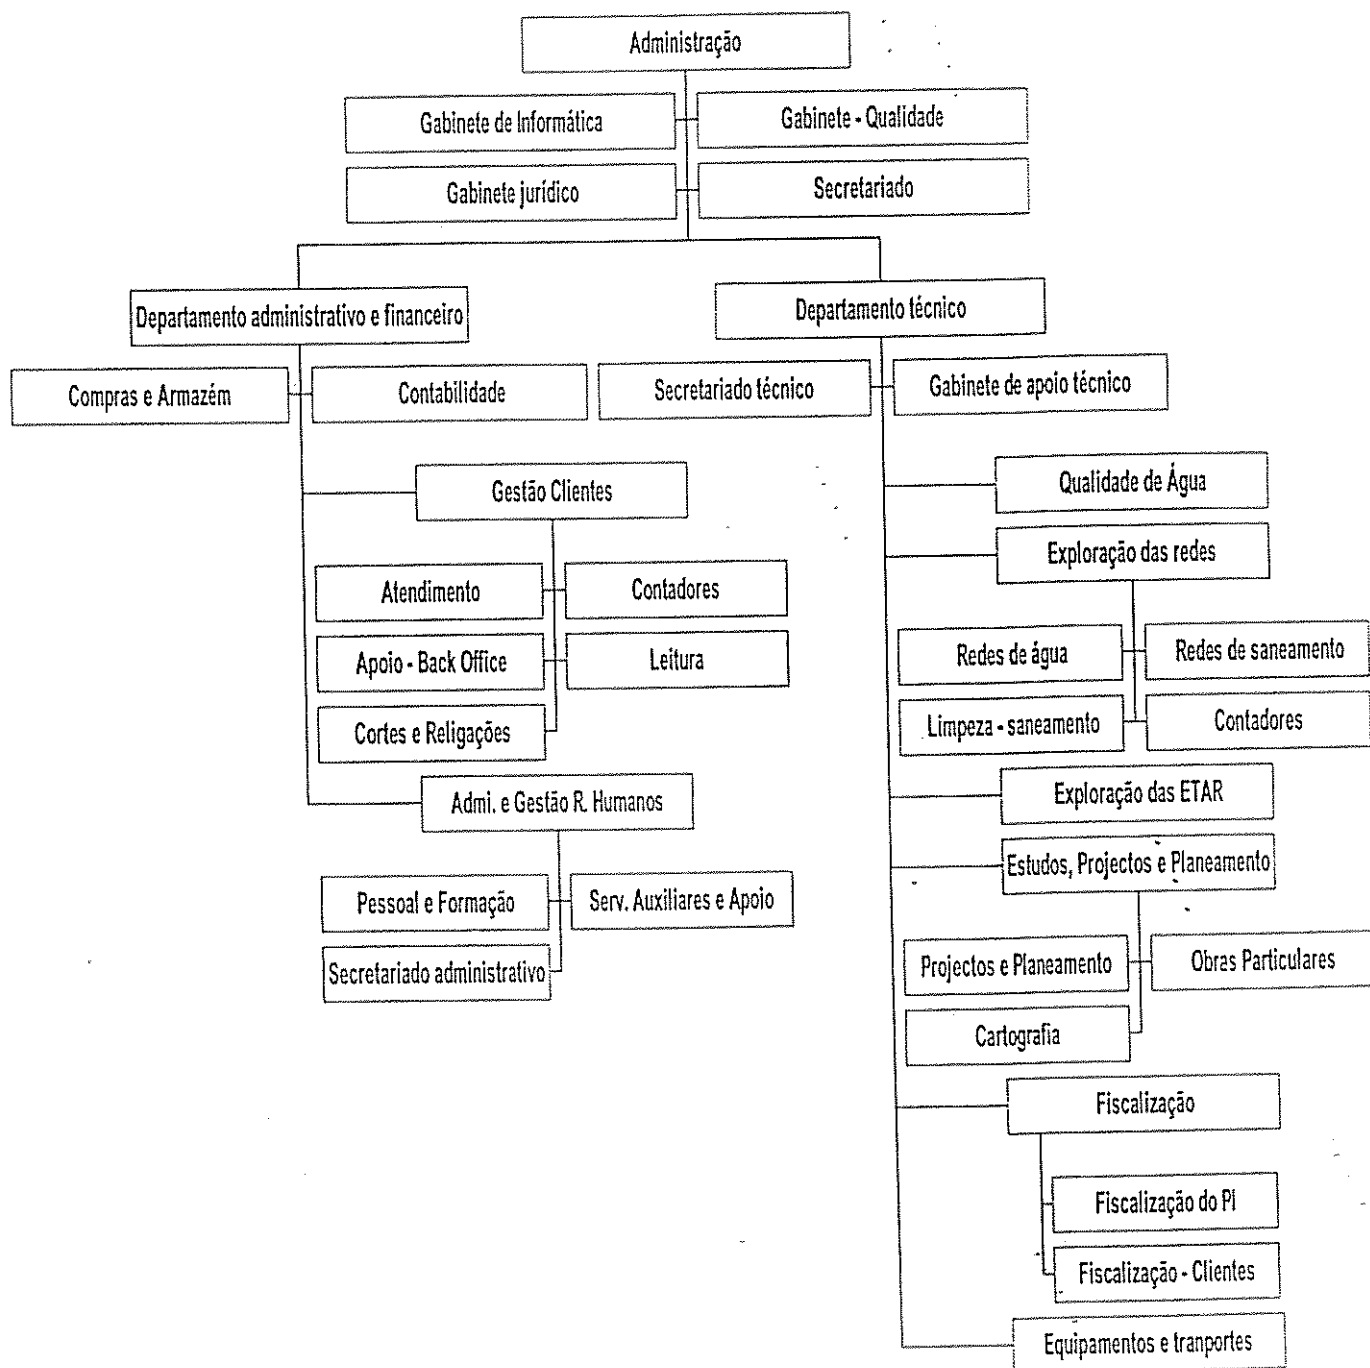 Administração
Gabinete de Informática
Gabinete - Qualidade
Gabinete jurídico
Secretariado
Departamento administrativo e financeiro
Departamento técnico
Compras e Armazém
Contabilidade
Secretariado técnico
Gabinete de apoio técnico
Gestão Clientes
Qualidade de Água
Exploração das redes
Atendimento
Contadores
Apoio - Back Office
Leitura
Redes de água
Redes de saneamento
Cortes e Religações
Limpeza - saneamento
Contadores
Admi. e Gestão R. Humanos
Exploração das ETAR
Estudos, Projectos e Planeamento
Pessoal e Formação
Serv. Auxiliares e Apoio
Secretariado administrativo
Projectos e Planeamento
Obras Particulares
Cartografia
Fiscalização
Fiscalização do PI
Fiscalização - Clientes
Equipamentos e tranportes